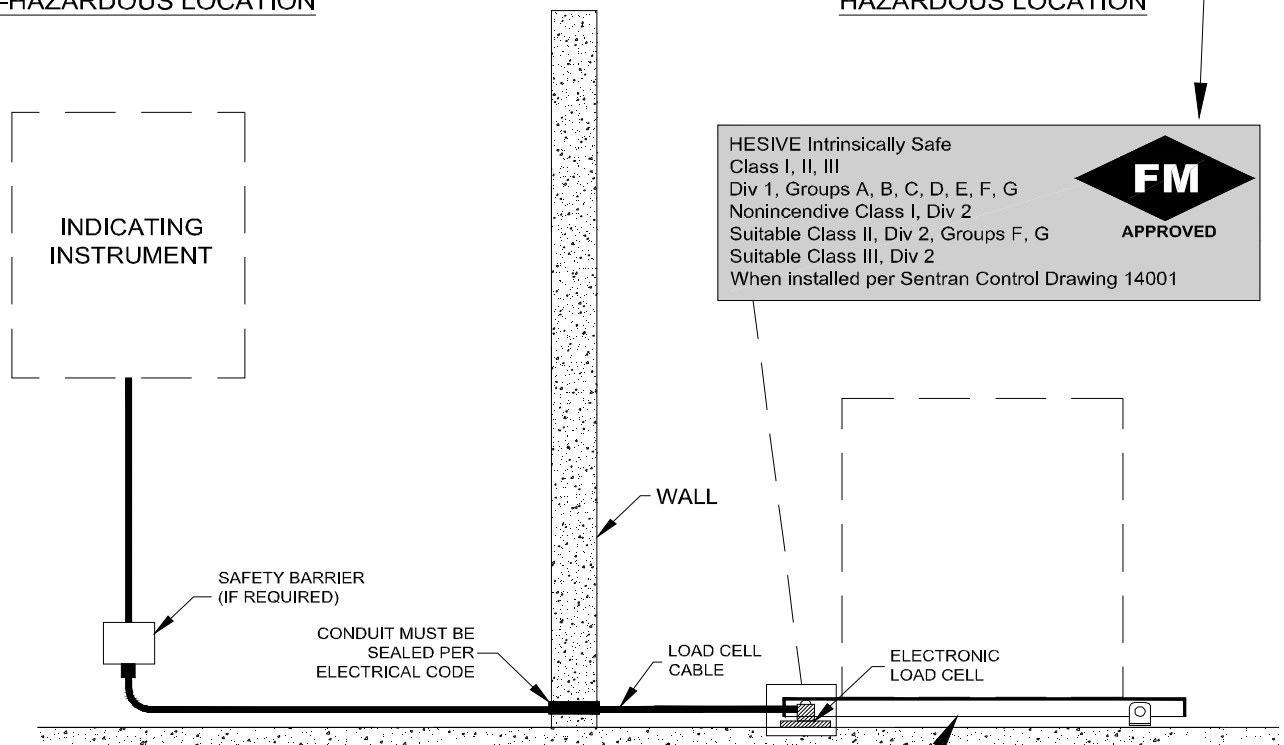 -HAZARDOUS LOCATION
HAZARDOUS LOCATION
INDICATING
INSTRUMENT
HESIVE Intrinsically Safe
Class I, II, III
Div 1, Groups A, B, C, D, E, F, G
Nonincendive Class I, Div 2
Suitable Class II, Div 2, Groups F, G
Suitable Class III, Div 2
When installed per Sentran Control Drawing 14001
FM
APPROVED
WALL
SAFETY BARRIER
(IF REQUIRED)
CONDUIT MUST BE
SEALED PER
ELECTRICAL CODE
LOAD CELL
CABLE
ELECTRONIC
LOAD CELL